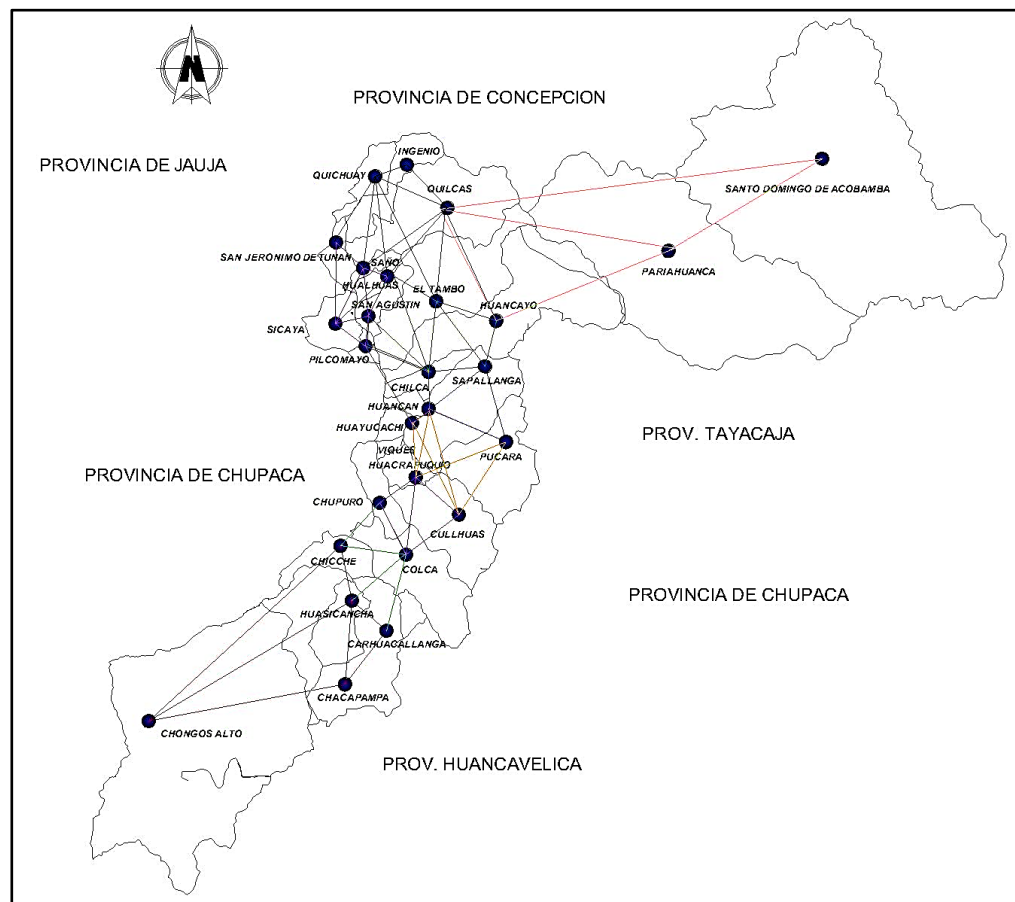 N
PROVINCIA DE CONCEPCION
INGENIO
PROVINCIA DE JAUJA
QUICHUAY
QUILCAS
SANTO DOMINGO DE ACOBAMBA
SAN JERONIMO DE TUNAN
SAÑO
PARIAHUANCA
HUALHUAS
EL TAMBO
SAN AGUSTIN
HUANCAYO
SICAYA
PILCOMAYO
CHILCA
SAPALLANGA
HUANCAN
HUAYUCACHI
PROV. TAYACAJA
VIQUES
PUCARA
HUACRAPUQUIO
PROVINCIA DE CHUPACA
CHUPURO
CULLHUAS
CHICCHE
COLCA
PROVINCIA DE CHUPACA
HUASICANCHA
CARHUACALLANGA
CHACAPAMPA
CHONGOS ALTO
PROV. HUANCAVELICA